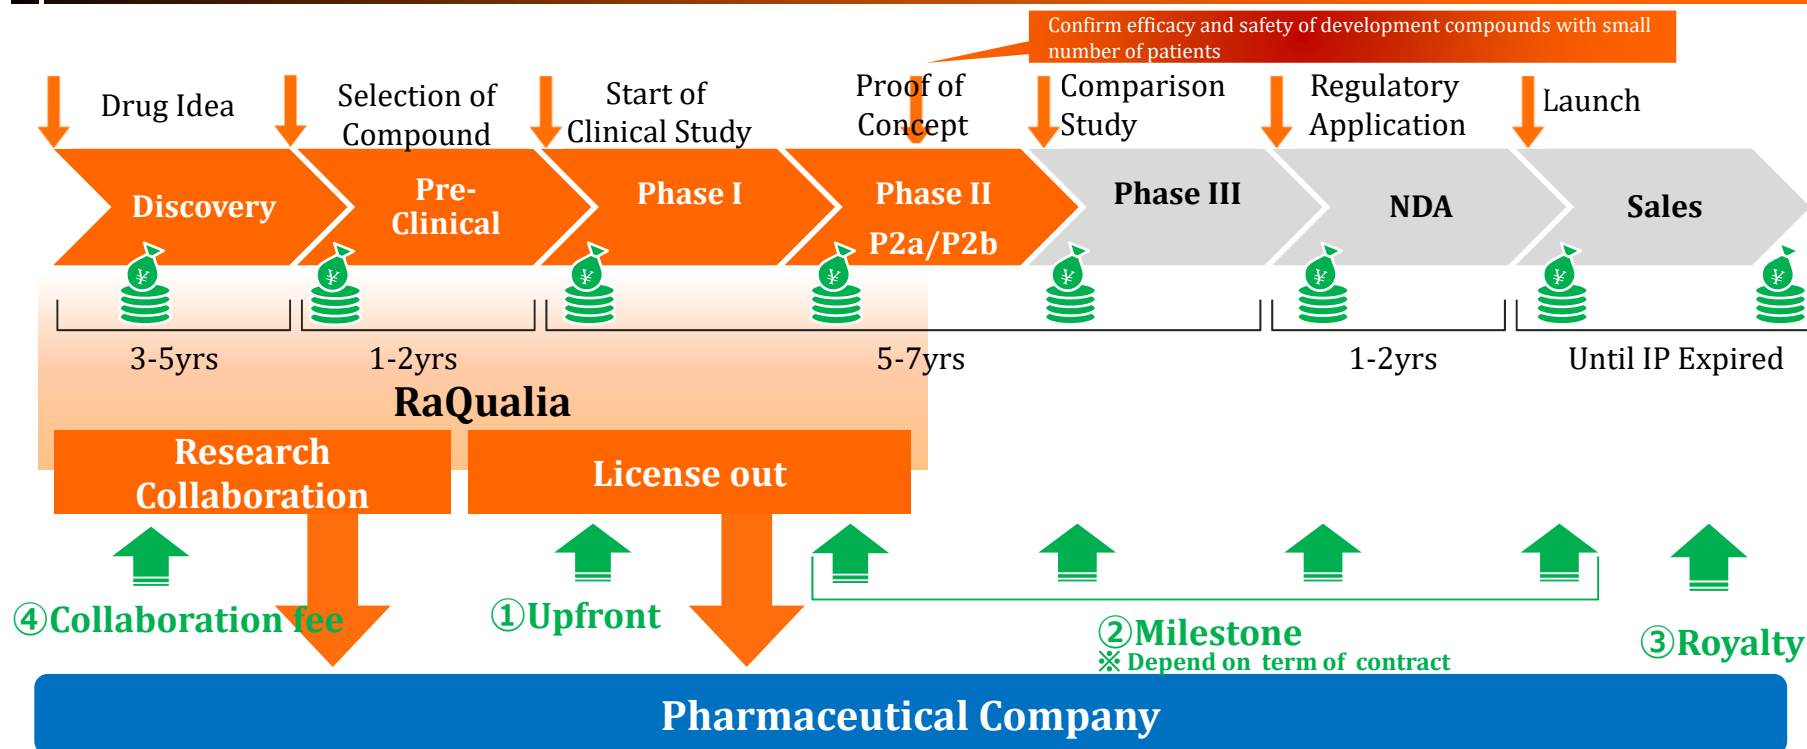 Confirm efficacy and safety of development compounds with small
number of patients
Drug Idea
Selection of
Compound
Start of
Clinical Study
Proof of
Concept
Comparison
Study
Regulatory
Application
Launch
Discovery
Pre-
Clinical
Phase I
Phase II
P2a/P2b
Phase III
NDA
Sales
¥
¥
¥
¥
¥
¥
¥
¥
3-5yrs
1-2yrs
5-7yrs
1-2yrs
Until IP Expired
RaQualia
Research
Collaboration
License out
④Collaboration fee
①Upfront
②Milestone
※ Depend on term of contract
③Royalty
Pharmaceutical Company